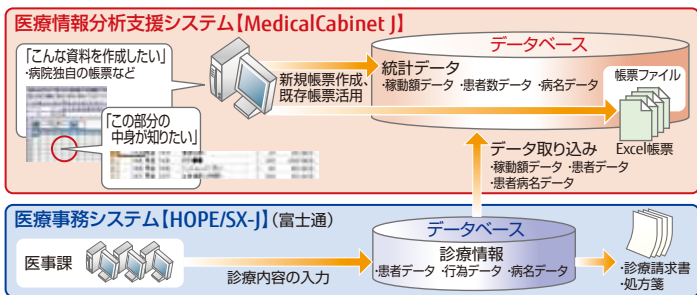 医療情報分析支援システム【MedicalCabinet J】
「こんな資料を作成したい」
・病院独自の帳票など
「この部分の
中身が知りたい」
新規帳票作成、
既存帳票活用
データベース
統計データ
・稼動額データ ・患者数データ ・病名データ
帳票ファイル
Excel帳票
データ取り込み
・稼動額データ ・患者データ
・患者病名データ
医療事務システム【HOPE/SX-J】(富士通)
医事課
診療内容の入力
データベース
診療情報
・患者データ ・行為データ ・病名データ
・診療請求書
・処方箋